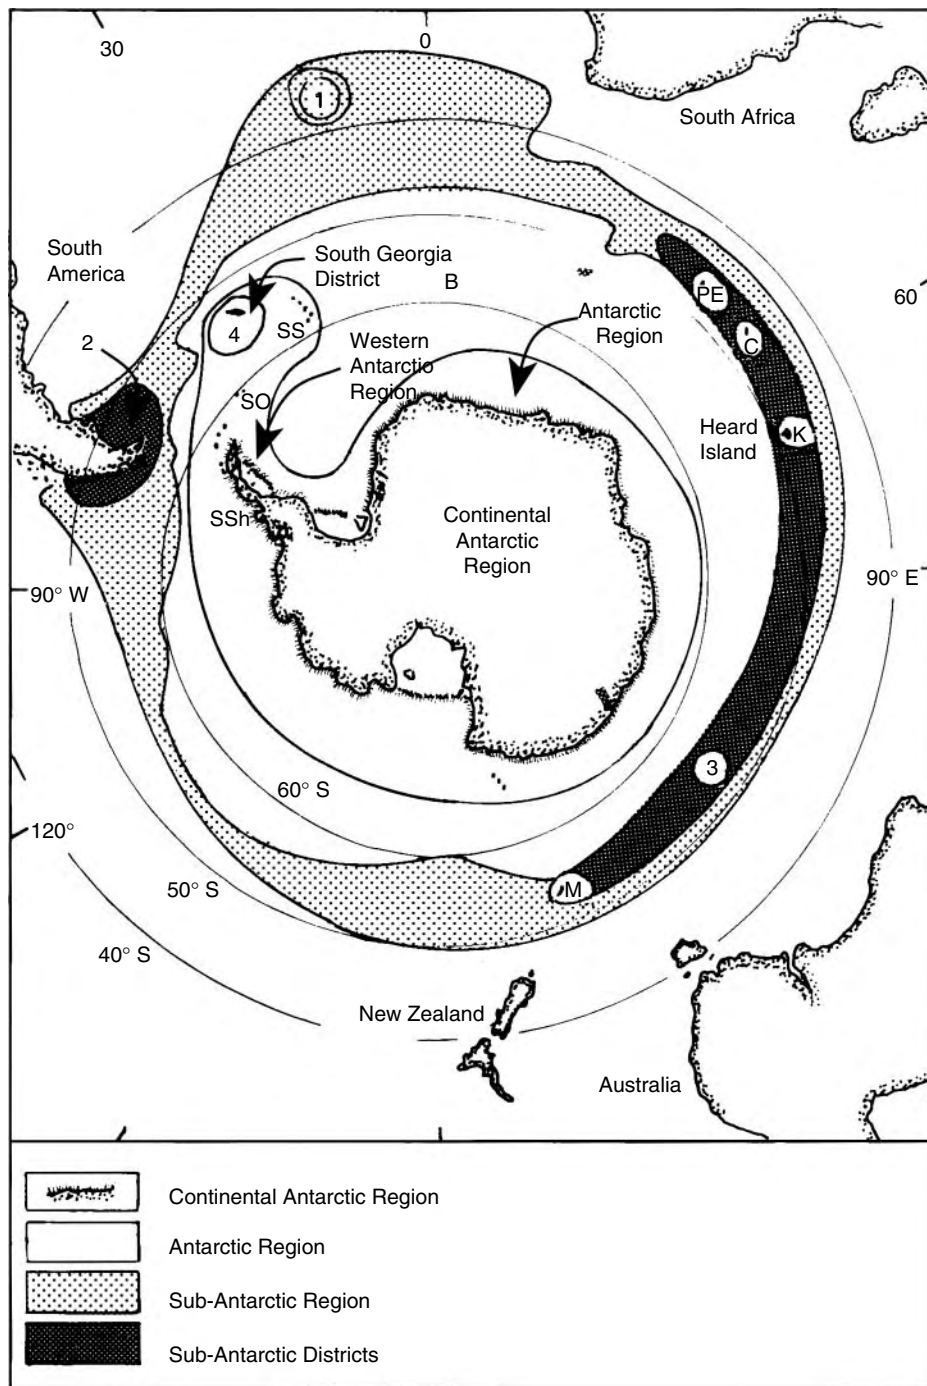 0
30
1
South Africa
South
America
South Georgia
District
B
PE
60
4
SS
Antarctic
Region
2
Western
Antarctio
Region
C
SO
Heard
Island
K
SSh
Continental
Antarctic
Region
90° E
90° W
3
60° S
120°
50° S
M
40° S
New Zealand
Australia
Continental Antarctic Region
Antarctic Region
Sub-Antarctic Region
Sub-Antarctic Districts